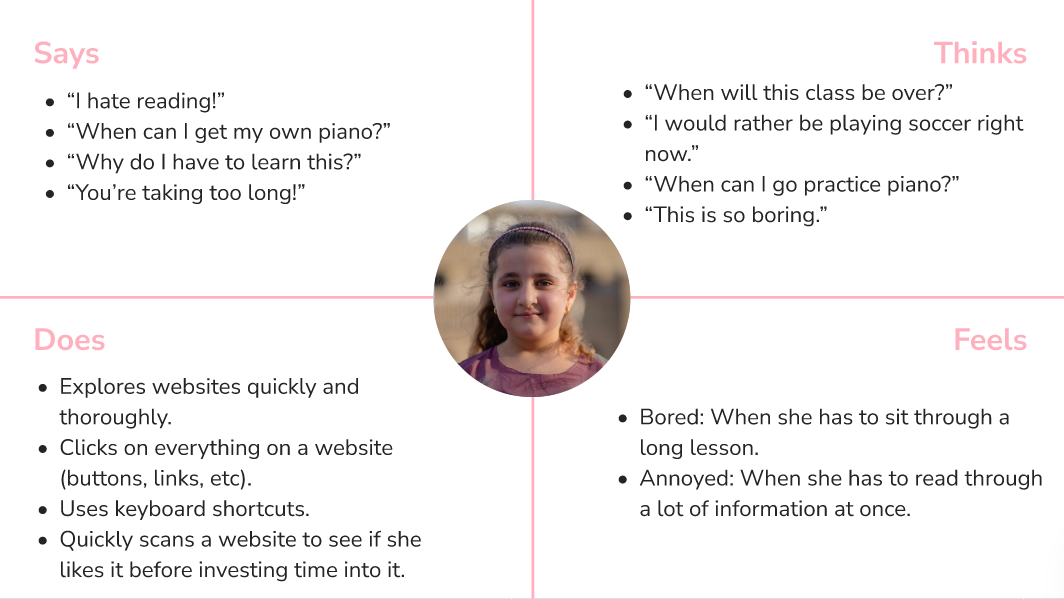 Says
• “I hate reading!”
• “When can I get my own piano?”
• “Why do I have to learn this?”
• “You’re taking too long!”
Thinks
• “When will this class be over?”
• “I would rather be playing soccer right
now.”
• “When can I go practice piano?”
• “This is so boring.”
Does
• Explores websites quickly and
thoroughly.
• Clicks on everything on a website
(buttons, links, etc).
• Uses keyboard shortcuts.
• Quickly scans a website to see if she
likes it before investing time into it.
Feels
• Bored: When she has to sit through a
long lesson.
• Annoyed: When she has to read through
a lot of information at once.